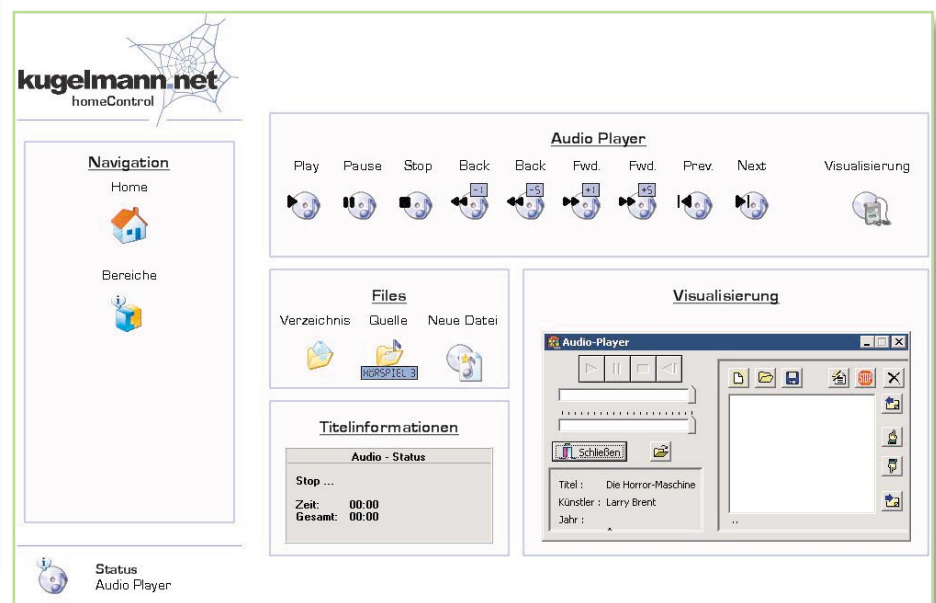 kugelmann.net
homeControl
Navigation
Home
Bereiche
Audio Player
Play Pause Stop Back Back Fwd. Fwd. Prev. Next Visualisierung
-1 -5 +1 +5
Files
Verzeichnis Quelle Neue Datei
HÖRSPIEL 3
Titelinformationen
Audio - Status
Stop ...
Zeit: 00:00
Gesamt: 00:00
Visualisierung
Audio-Player
STOP
Schließen
Titel : Die Horror-Maschine
Künstler : Larry Brent
Jahr :
..
Status
Audio Player